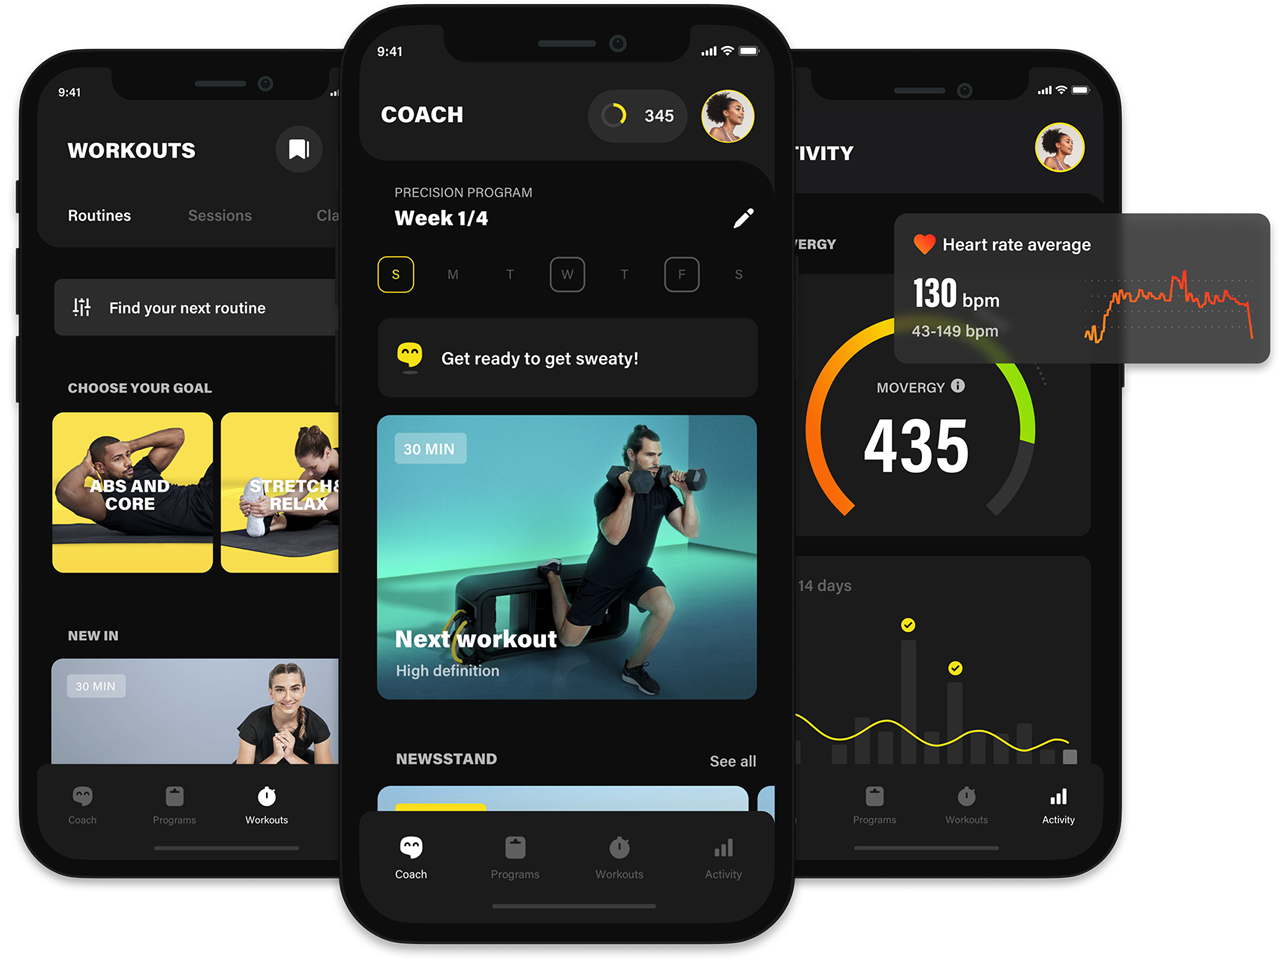 9:41
WORKOUTS
Routines
Sessions
Cla
Find your next routine
CHOOSE YOUR GOAL
ABS AND
CORE
STRETCH&
RELAX
NEW IN
30 MIN
Coach
Programs
Workouts
9:41
COACH
345
PRECISION PROGRAM
Week 1/4
S M T W T F S
Get ready to get sweaty!
30 MIN
Next workout
High definition
NEWSSTAND
See all
Coach
Programs
Workouts
Activity
TIVITY
VERGY
Heart rate average
130 bpm
43-149 bpm
MOVERGY
435
14 days
Programs
Workouts
Activity